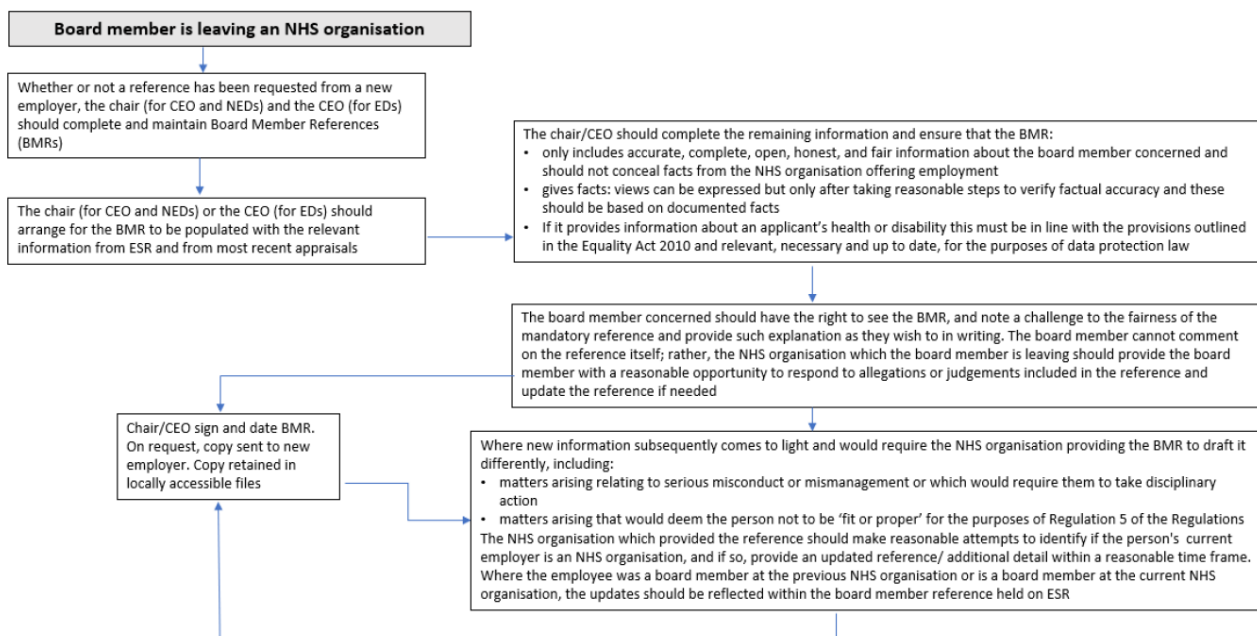 Board member is leaving an NHS organisation
Whether or not a reference has been requested from a new
employer, the chair (for CEO and NEDs) and the CEO (for EDs)
should complete and maintain Board Member References
(BMRs)
The chair (for CEO and NEDs) or the CEO (for EDs) should
arrange for the BMR to be populated with the relevant
information from ESR and from most recent appraisals
The chair/CEO should complete the remaining information and ensure that the BMR:
• only includes accurate, complete, open, honest, and fair information about the board member concerned and
should not conceal facts from the NHS organisation offering employment
• gives facts: views can be expressed but only after taking reasonable steps to verify factual accuracy and these
should be based on documented facts
• If it provides information about an applicant's health or disability this must be in line with the provisions outlined
in the Equality Act 2010 and relevant, necessary and up to date, for the purposes of data protection law
The board member concerned should have the right to see the BMR, and note a challenge to the fairness of the
mandatory reference and provide such explanation as they wish to in writing. The board member cannot comment
on the reference itself; rather, the NHS organisation which the board member is leaving should provide the board
member with a reasonable opportunity to respond to allegations or judgements included in the reference and
update the reference if needed
Chair/CEO sign and date BMR.
On request, copy sent to new
employer. Copy retained in
locally accessible files
Where new information subsequently comes to light and would require the NHS organisation providing the BMR to draft it
differently, including:
• matters arising relating to serious misconduct or mismanagement or which would require them to take disciplinary
action
• matters arising that would deem the person not to be 'fit or proper' for the purposes of Regulation 5 of the Regulations
The NHS organisation which provided the reference should make reasonable attempts to identify if the person's current
employer is an NHS organisation, and if so, provide an updated reference/ additional detail within a reasonable time frame.
Where the employee was a board member at the previous NHS organisation or is a board member at the current NHS
organisation, the updates should be reflected within the board member reference held on ESR